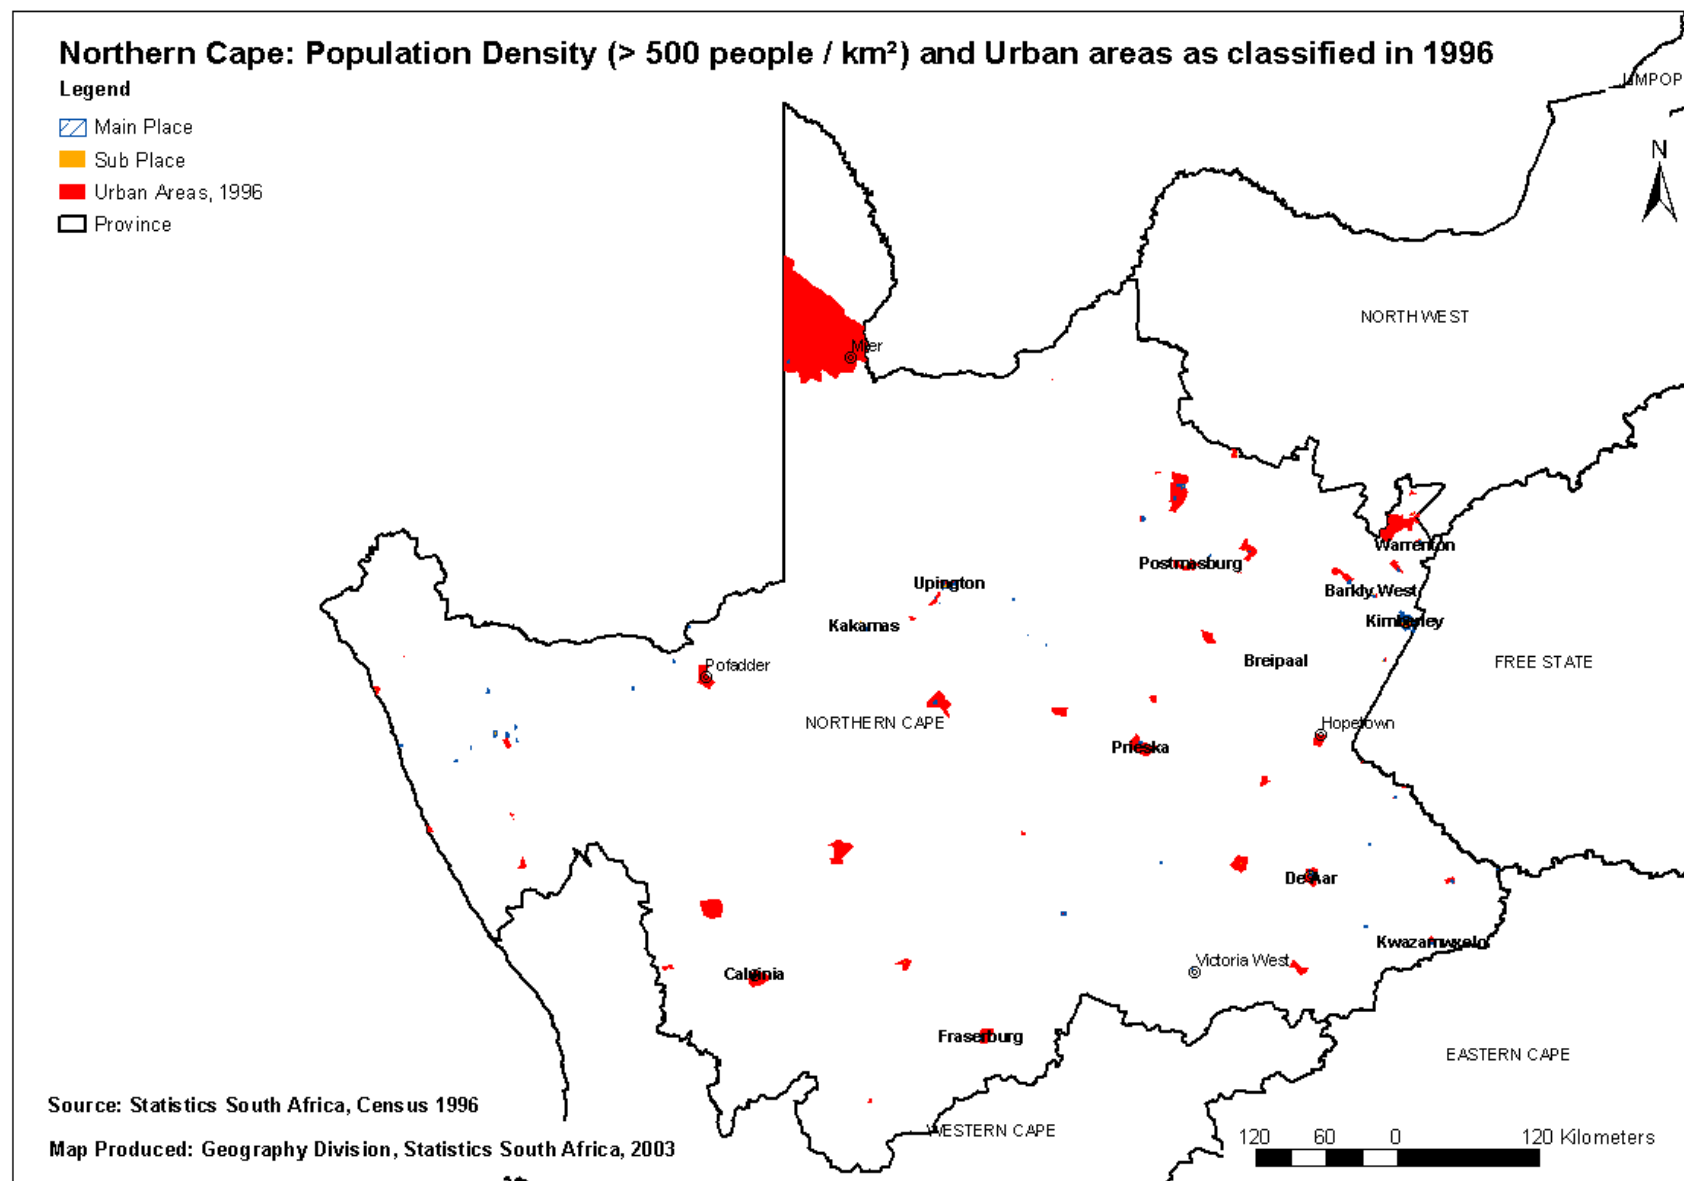 Northern Cape: Population Density (> 500 people / km²) and Urban areas as classified in 1996
Legend
Main Place
Sub Place
Urban Areas, 1996
Province
LIMPOP
N
NORTH WEST
Mier
Warrenton
Postmasburg
Upington
Barkly West
Kakamas
Kimberley
Breipaal
FREE STATE
Pofadder
NORTHERN CAPE
Hopetown
Prieska
De Aar
Kwazamwxolo
Victoria West
Calvinia
Fraserburg
EASTERN CAPE
WESTERN CAPE
Source: Statistics South Africa, Census 1996
Map Produced: Geography Division, Statistics South Africa, 2003
120 60 0 120 Kilometers